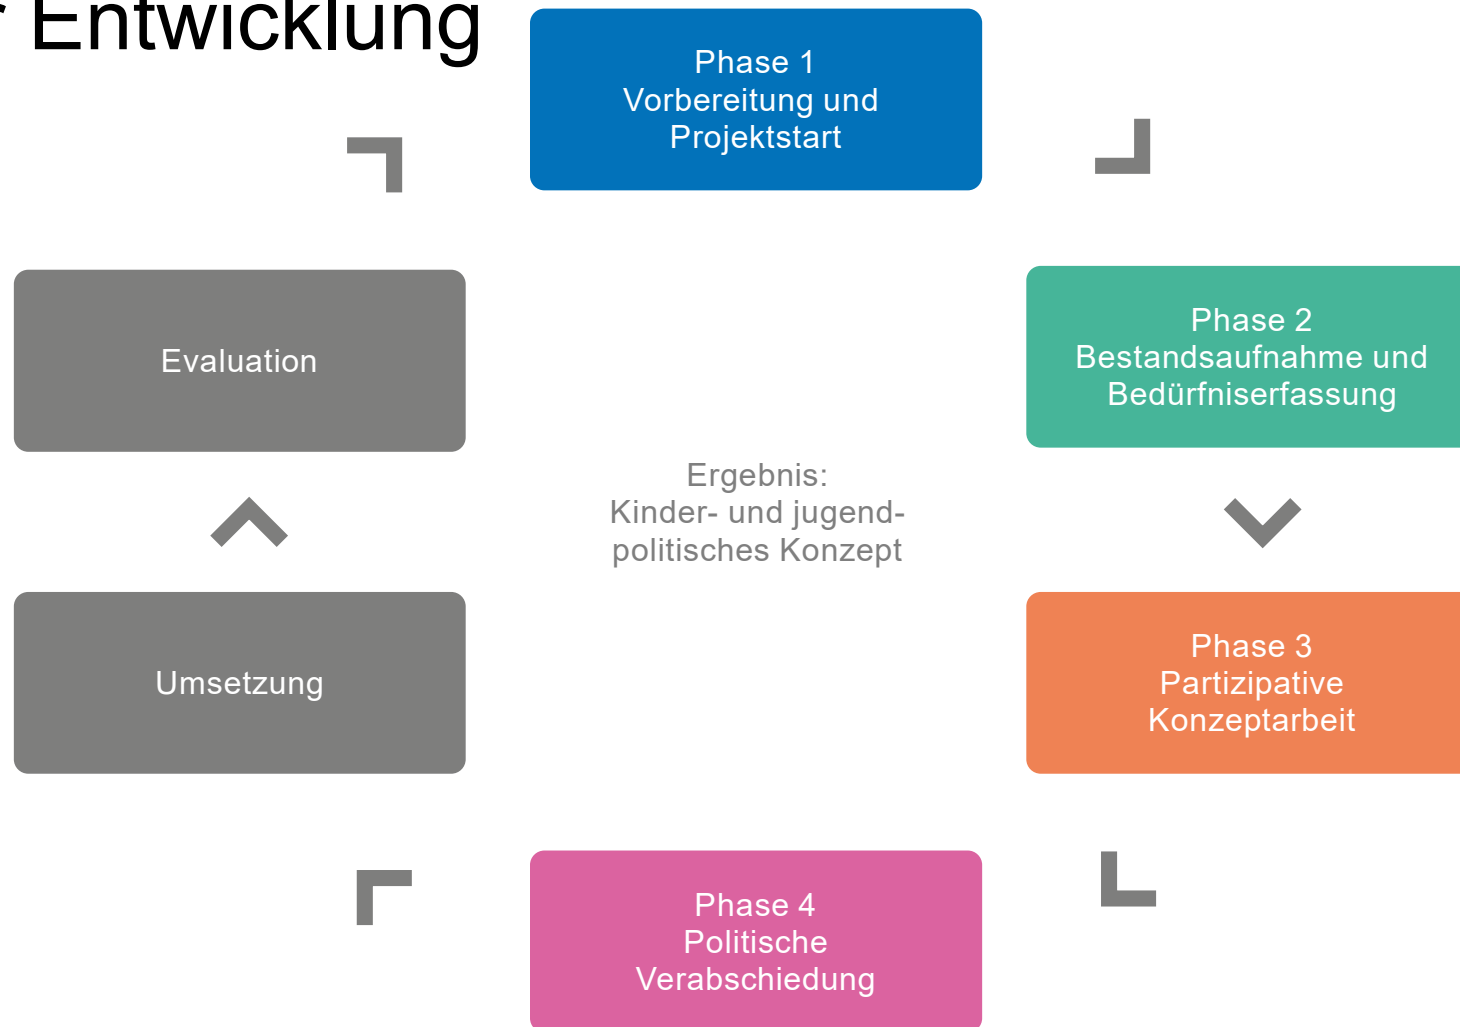 Entwicklung
Phase 1
Vorbereitung und
Projektstart
Phase 2
Bestandsaufnahme und
Bedürfniserfassung
Phase 3
Partizipative
Konzeptarbeit
Phase 4
Politische
Verabschiedung
Umsetzung
Evaluation
Ergebnis:
Kinder- und jugend-
politisches Konzept